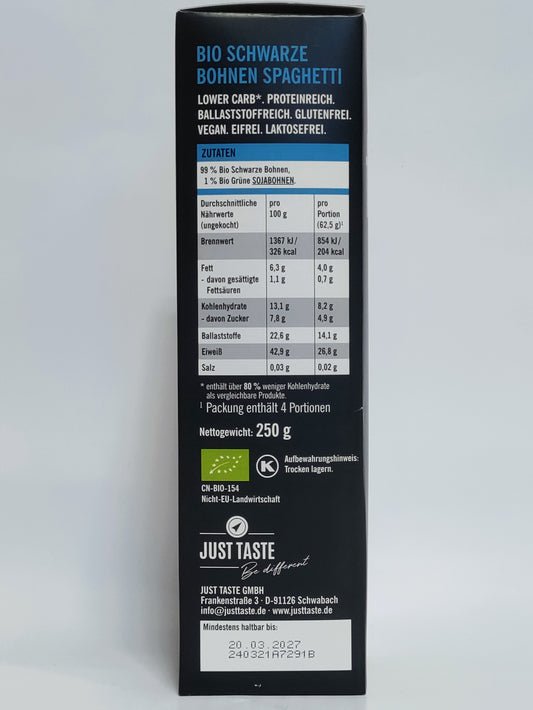 BIO SCHWARZE
BOHNEN SPAGHETTI
LOWER CARB*. PROTEINREICH.
BALLASTSTOFFREICH. GLUTENFREI.
VEGAN. EIFREI. LAKTOSEFREI.
ZUTATEN
99 % Bio Schwarze Bohnen,
1 % Bio Grüne SOJABOHNEN.
Durchschnittliche Nährwerte (ungekocht) pro 100 g pro Portion (62,5 g)¹
Brennwert 1367 kJ/ 326 kcal 854 kJ/ 204 kcal
Fett 6,3 g 4,0 g
- davon gesättigte Fettsäuren 1,1 g 0,7 g
Kohlenhydrate 13,1 g 8,2 g
- davon Zucker 7,8 g 4,9 g
Ballaststoffe 22,6 g 14,1 g
Eiweiß 42,9 g 26,8 g
Salz 0,03 g 0,02 g
* enthält über 80 % weniger Kohlenhydrate
als vergleichbare Produkte.
¹ Packung enthält 4 Portionen
Nettogewicht: 250 g
K
Aufbewahrungshinweis:
Trocken lagern.
CN-BIO-154
Nicht-EU-Landwirtschaft
JUST TASTE
Be different
JUST TASTE GMBH
Frankenstraße 3 · D-91126 Schwabach
info@justtaste.de · www.justtaste.de
Mindestens haltbar bis:
20.03.2027
240321A7291B